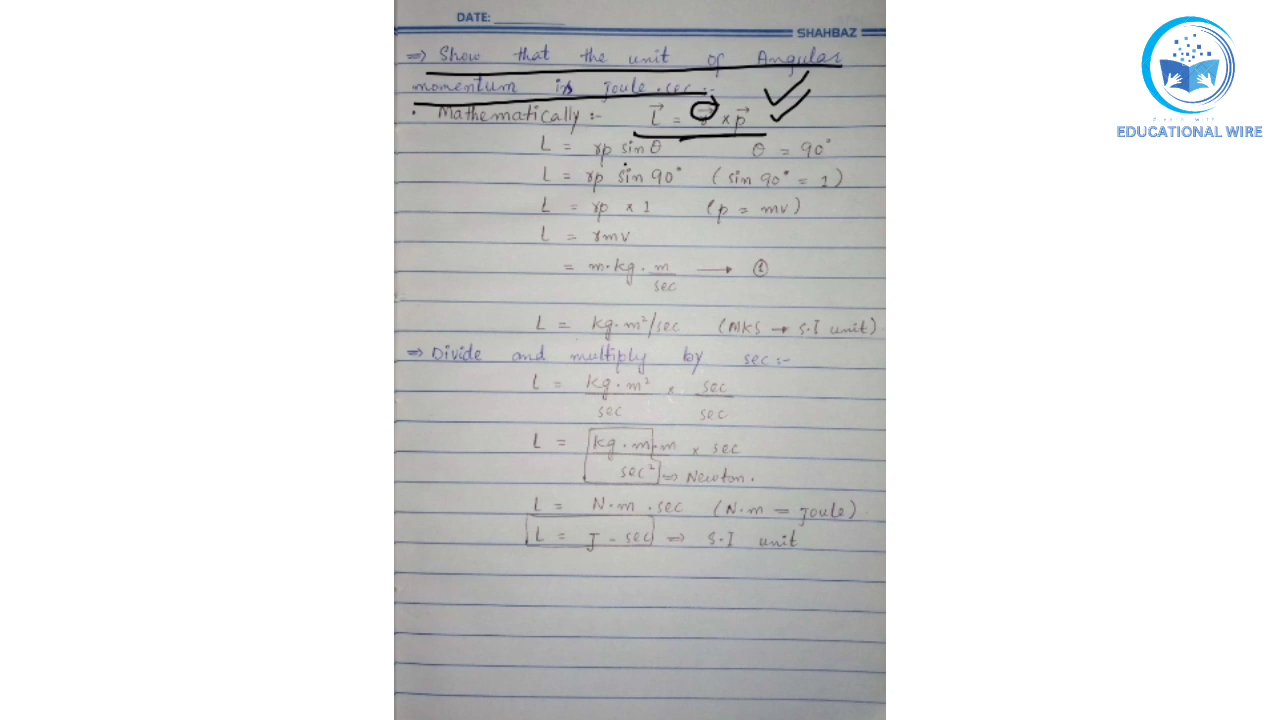 DATE:
SHAHBAZ
⇒ Show that the unit of Angular
momentum is joule.sec :-
• Mathematically :- L⃗ = r⃗ × p⃗
L = rp sin θ θ = 90°
L = rp sin 90° (sin 90° = 1)
L = rp × 1 (p = mv)
L = rmv
= m·kg · m/sec → ①
L = kg·m²/sec (MKS → S.I unit)
⇒ Divide and multiply by sec :-
L = kg·m²/sec × sec/sec
L = kg·m·m/sec² × sec
⇒ Newton.
L = N·m·sec (N·m = joule)
L = J - sec ⇒ S.I unit
EDUCATIONAL WIRE